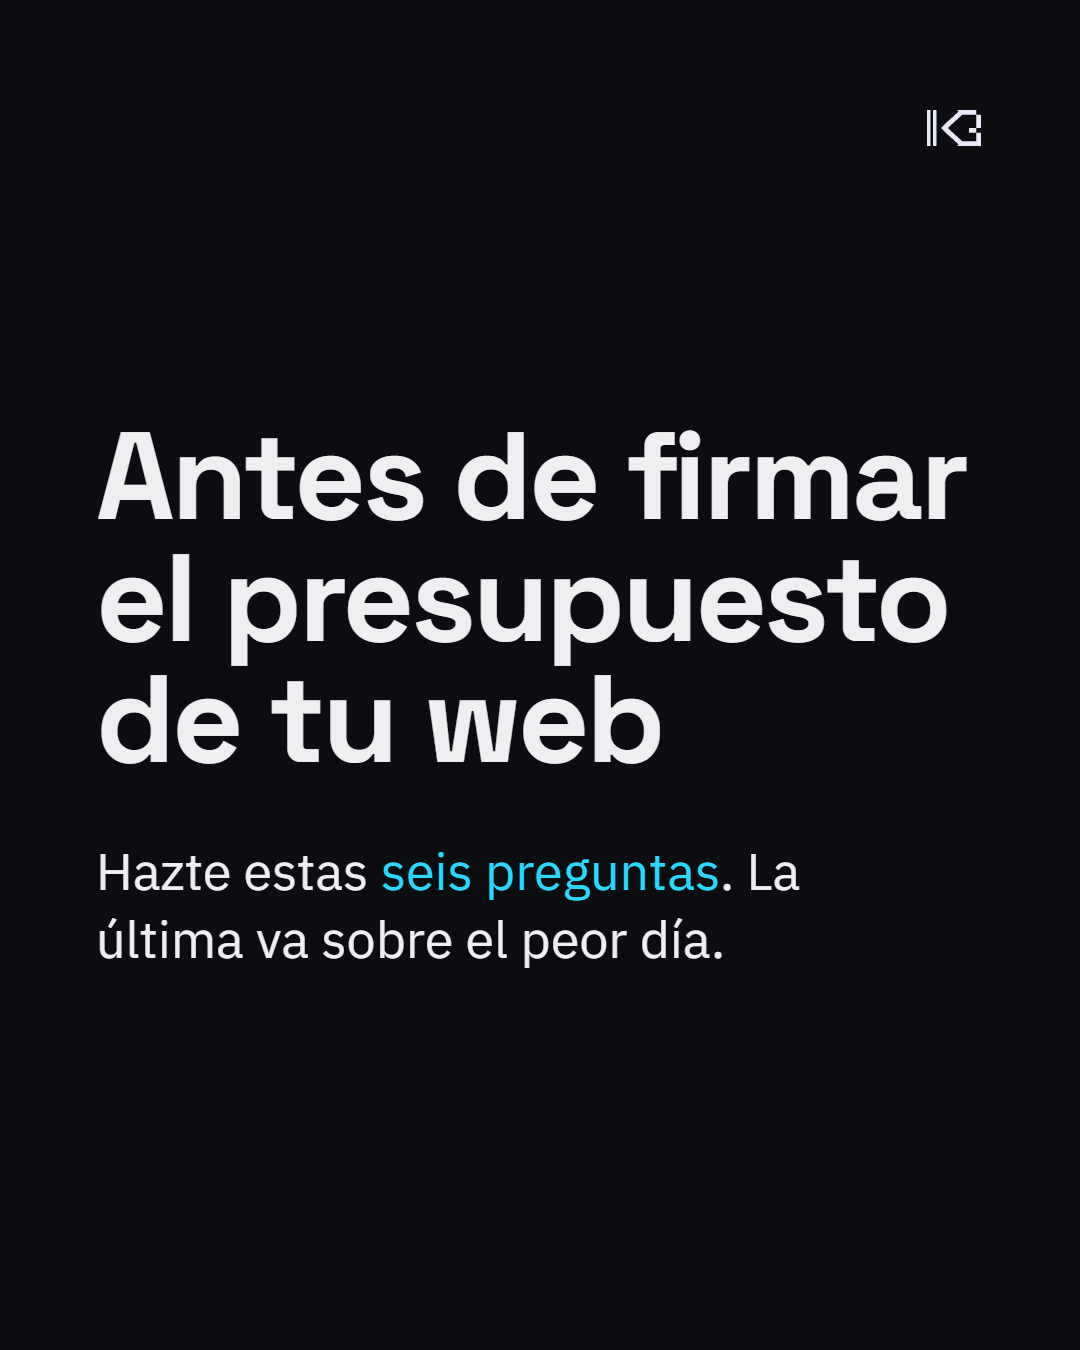 Antes de firmar
el presupuesto
de tu web
Hazte estas seis preguntas. La
última va sobre el peor día.